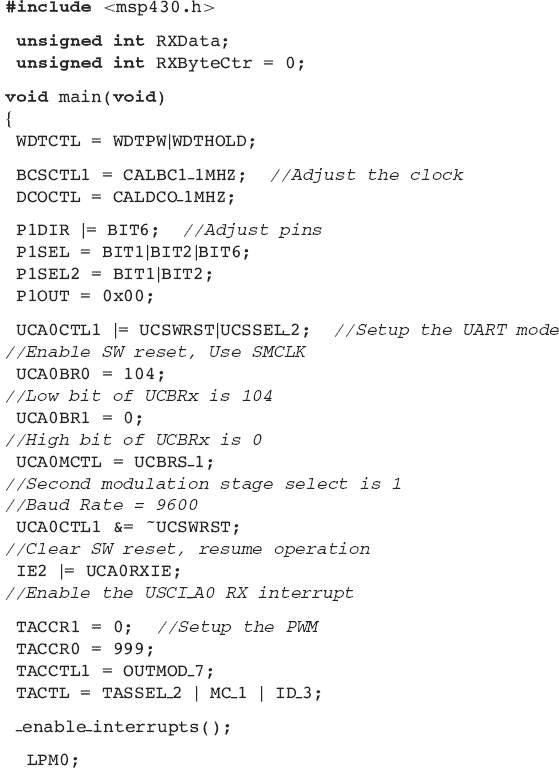 #include <msp430.h>
unsigned int RXData;
unsigned int RXByteCtr = 0;
void main(void)
{
WDTCTL = WDTPW|WDTHOLD;
BCSCTL1 = CALBC1_1MHZ; //Adjust the clock
DCOCTL = CALDCO_1MHZ;
P1DIR |= BIT6; //Adjust pins
P1SEL = BIT1|BIT2|BIT6;
P1SEL2 = BIT1|BIT2;
P1OUT = 0x00;
UCA0CTL1 |= UCSWRST|UCSSEL_2; //Setup the UART mode
//Enable SW reset, Use SMCLK
UCA0BR0 = 104;
//Low bit of UCBRx is 104
UCA0BR1 = 0;
//High bit of UCBRx is 0
UCA0MCTL = UCBRS_1;
//Second modulation stage select is 1
//Baud Rate = 9600
UCA0CTL1 &= ~UCSWRST;
//Clear SW reset, resume operation
IE2 |= UCA0RXIE;
//Enable the USCI_A0 RX interrupt
TACCR1 = 0; //Setup the PWM
TACCR0 = 999;
TACCTL1 = OUTMOD_7;
TACTL = TASSEL_2 | MC_1 | ID_3;
_enable_interrupts();
LPM0;